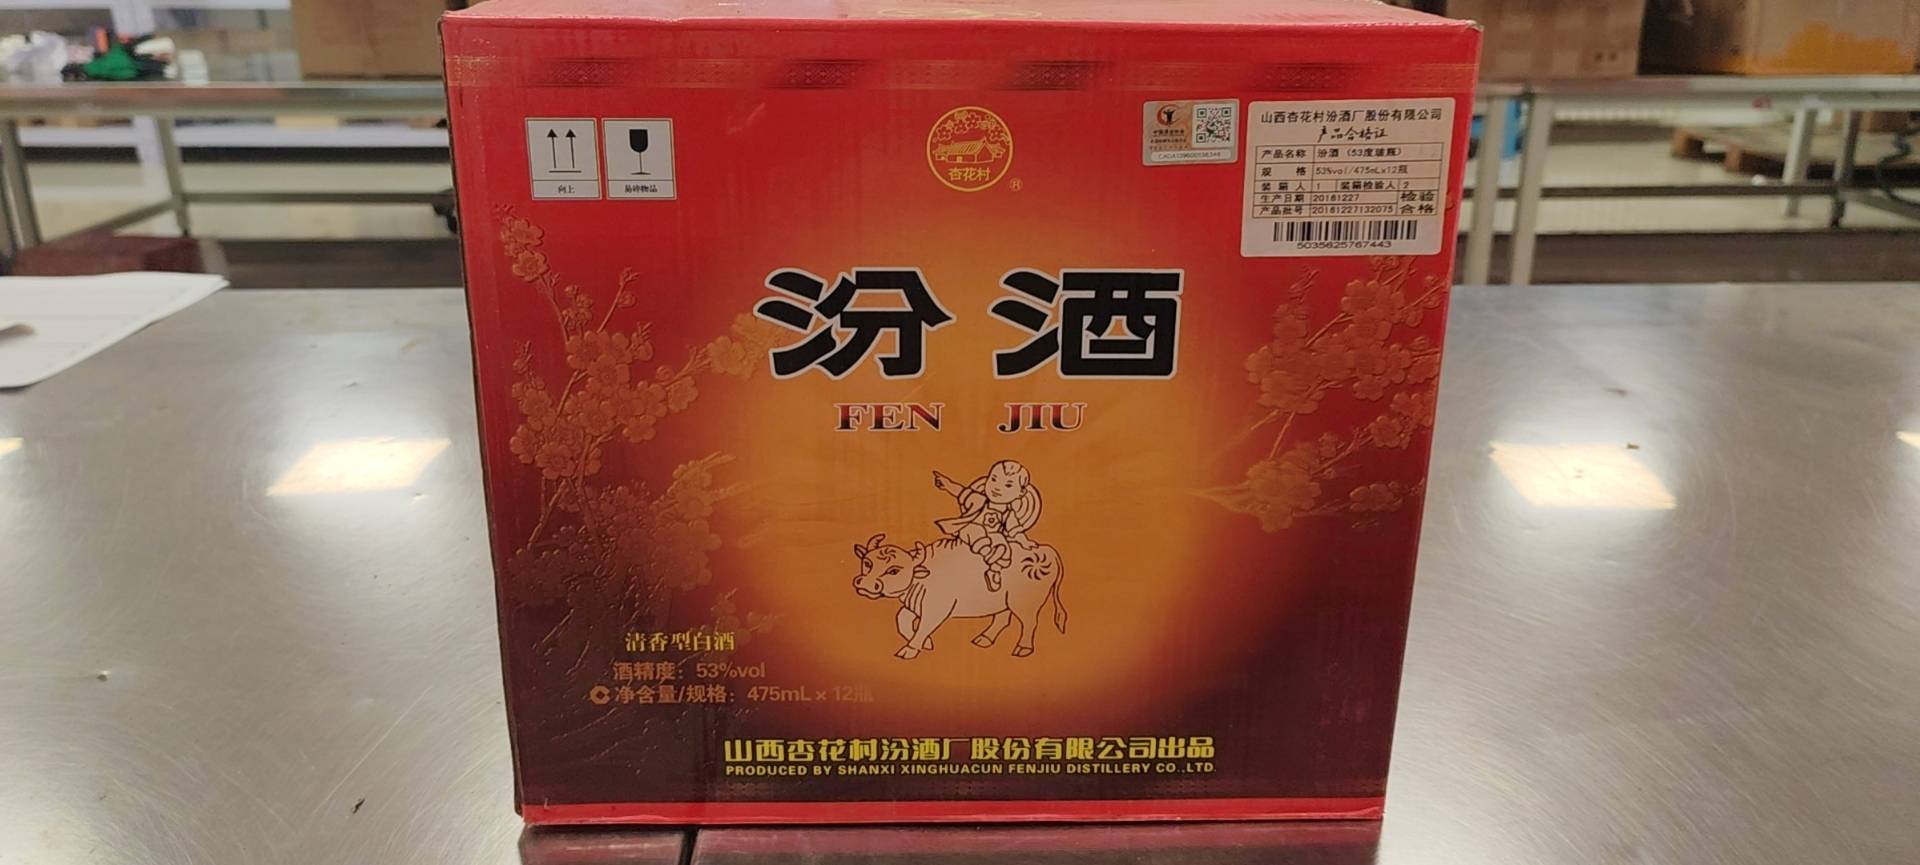 向上
易碎物品
杏花村
®
山西杏花村汾酒厂股份有限公司
产品合格证
产品名称 汾酒（53度玻瓶）
规 格 53%vol/475mL×12瓶
装箱人 1 装箱检验人 2
生产日期 20161227 检验
产品批号 20161227132075 合格
5035625767443
汾酒
FEN JIU
清香型白酒
酒精度：53%vol
净含量/规格：475mL×12瓶
山西杏花村汾酒厂股份有限公司出品
PRODUCED BY SHANXI XINGHUACUN FENJIU DISTILLERY CO.,LTD.